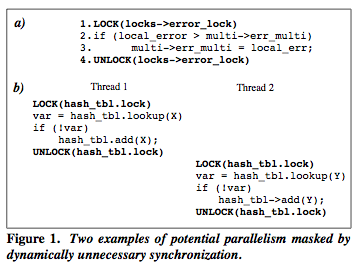 a)
1.LOCK(locks->error_lock)
2.if (local_error > multi->err_multi)
3. multi->err_multi = local_err;
4.UNLOCK(locks->error_lock)
b)
Thread 1
LOCK(hash_tbl.lock)
var = hash_tbl.lookup(X)
if (!var)
hash_tbl.add(X);
UNLOCK(hash_tbl.lock)
Thread 2
LOCK(hash_tbl.lock)
var = hash_tbl.lookup(Y)
if (!var)
hash_tbl->add(Y);
UNLOCK(hash_tbl.lock)
Figure 1. Two examples of potential parallelism masked by
dynamically unnecessary synchronization.